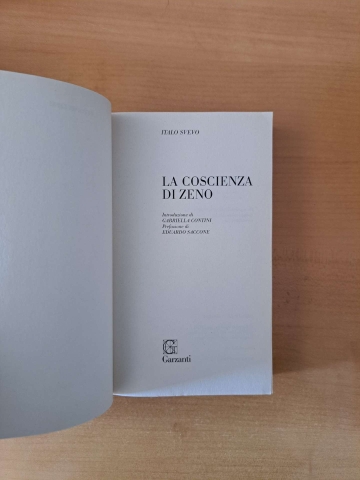 ITALO SVEVO
LA COSCIENZA
DI ZENO
Introduzione di
GABRIELLA CONTINI
Prefazione di
EDUARDO SACCONE
Garzanti